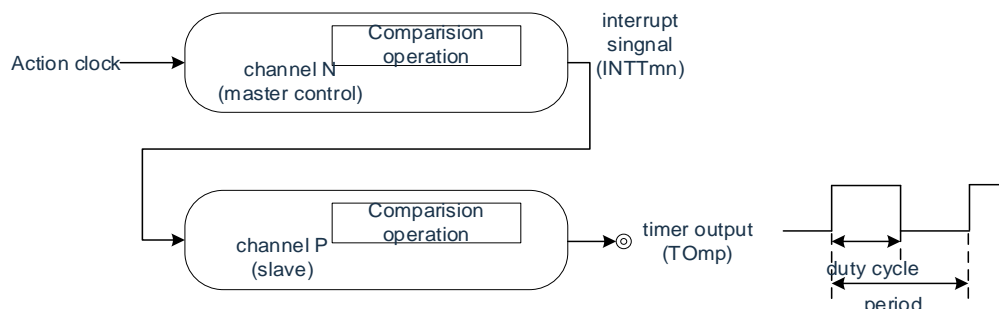 Action clock
Comparision
operation
channel N
(master control)
interrupt
singnal
(INTTmn)
Comparision
operation
channel P
(slave)
timer output
(TOmp)
duty cycle
period